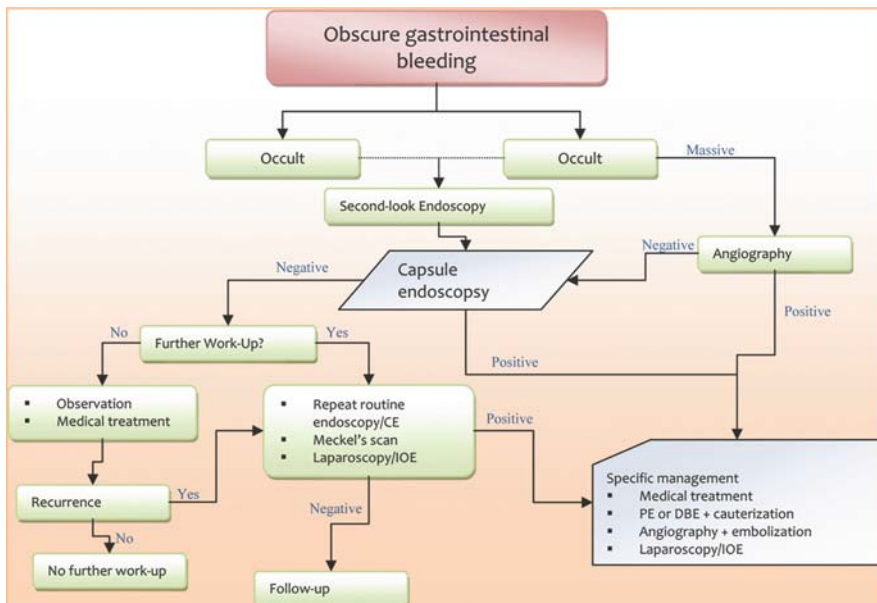 Obscure gastrointestinal
bleeding
Occult
Occult
Massive
Second-look Endoscopy
Negative
Capsule
endoscopsy
Negative
Angiography
No
Further Work-Up?
Yes
Positive
Positive
▪ Observation
▪ Medical treatment
▪ Repeat routine
endoscopy/CE
▪ Meckel's scan
▪ Laparoscopy/IOE
Positive
Recurrence
Yes
Specific management
▪ Medical treatment
▪ PE or DBE + cauterization
▪ Angiography + embolization
▪ Laparoscopy/IOE
Negative
No
No further work-up
Follow-up